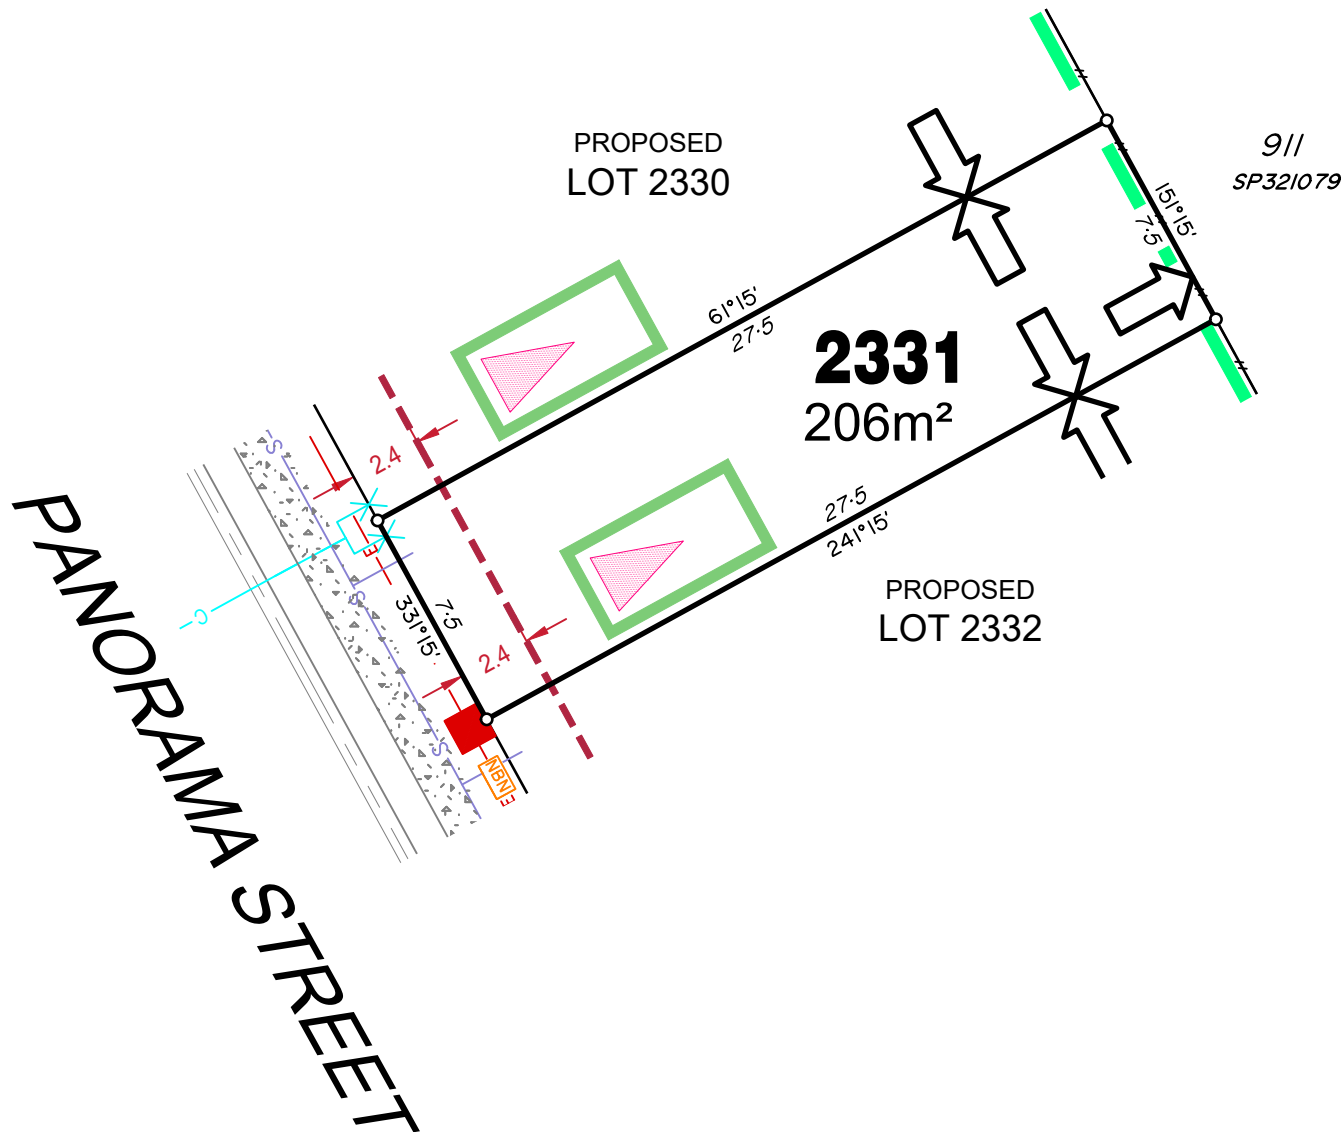 PROPOSED
LOT 2330
911
SP321079
151°15'
7·5
61°15'
27·5
2331
206m²
27·5
241°15'
PROPOSED
LOT 2332
2.4
2.4
7·5
331°15'
S
S
S
E
E
C
NBN
PANORAMA STREET